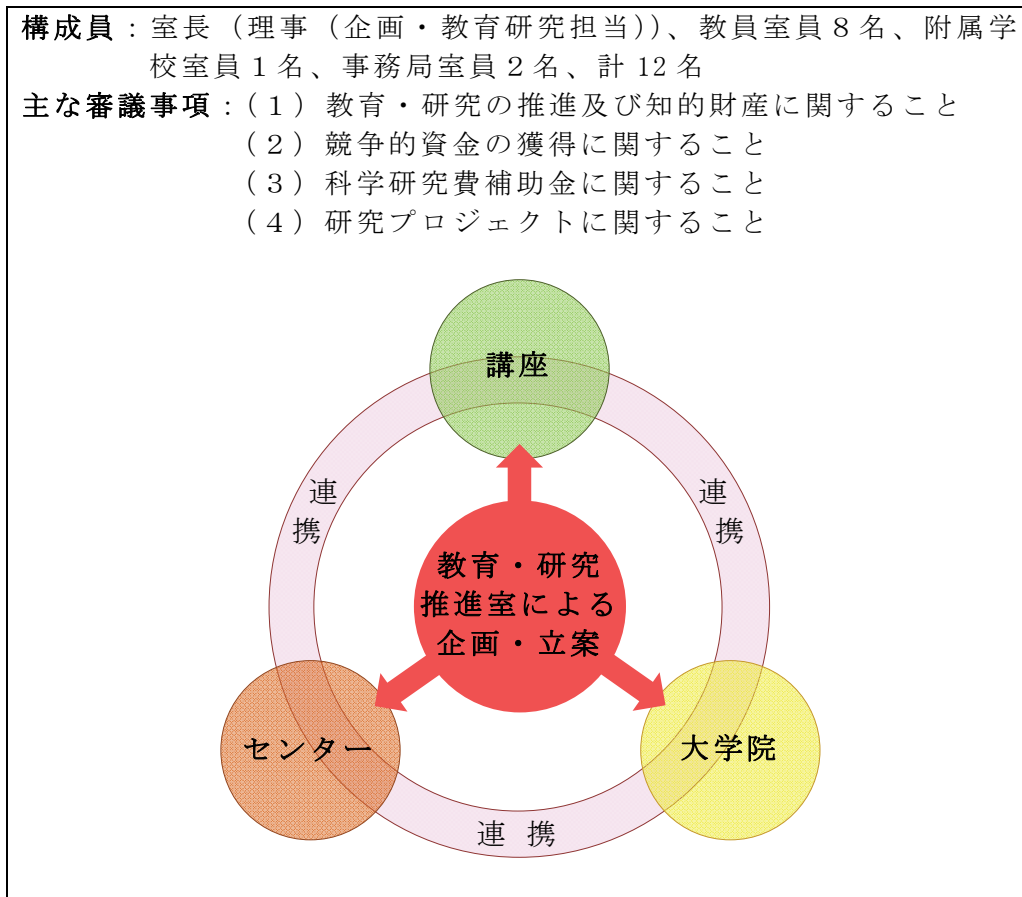 構成員：室長（理事（企画・教育研究担当））、教員室員８名、附属学
校室員１名、事務局室員２名、計 12 名
主な審議事項：（１）教育・研究の推進及び知的財産に関すること
（２）競争的資金の獲得に関すること
（３）科学研究費補助金に関すること
（４）研究プロジェクトに関すること
講座
連携
連携
教育・研究
推進室による
企画・立案
センター
大学院
連 携